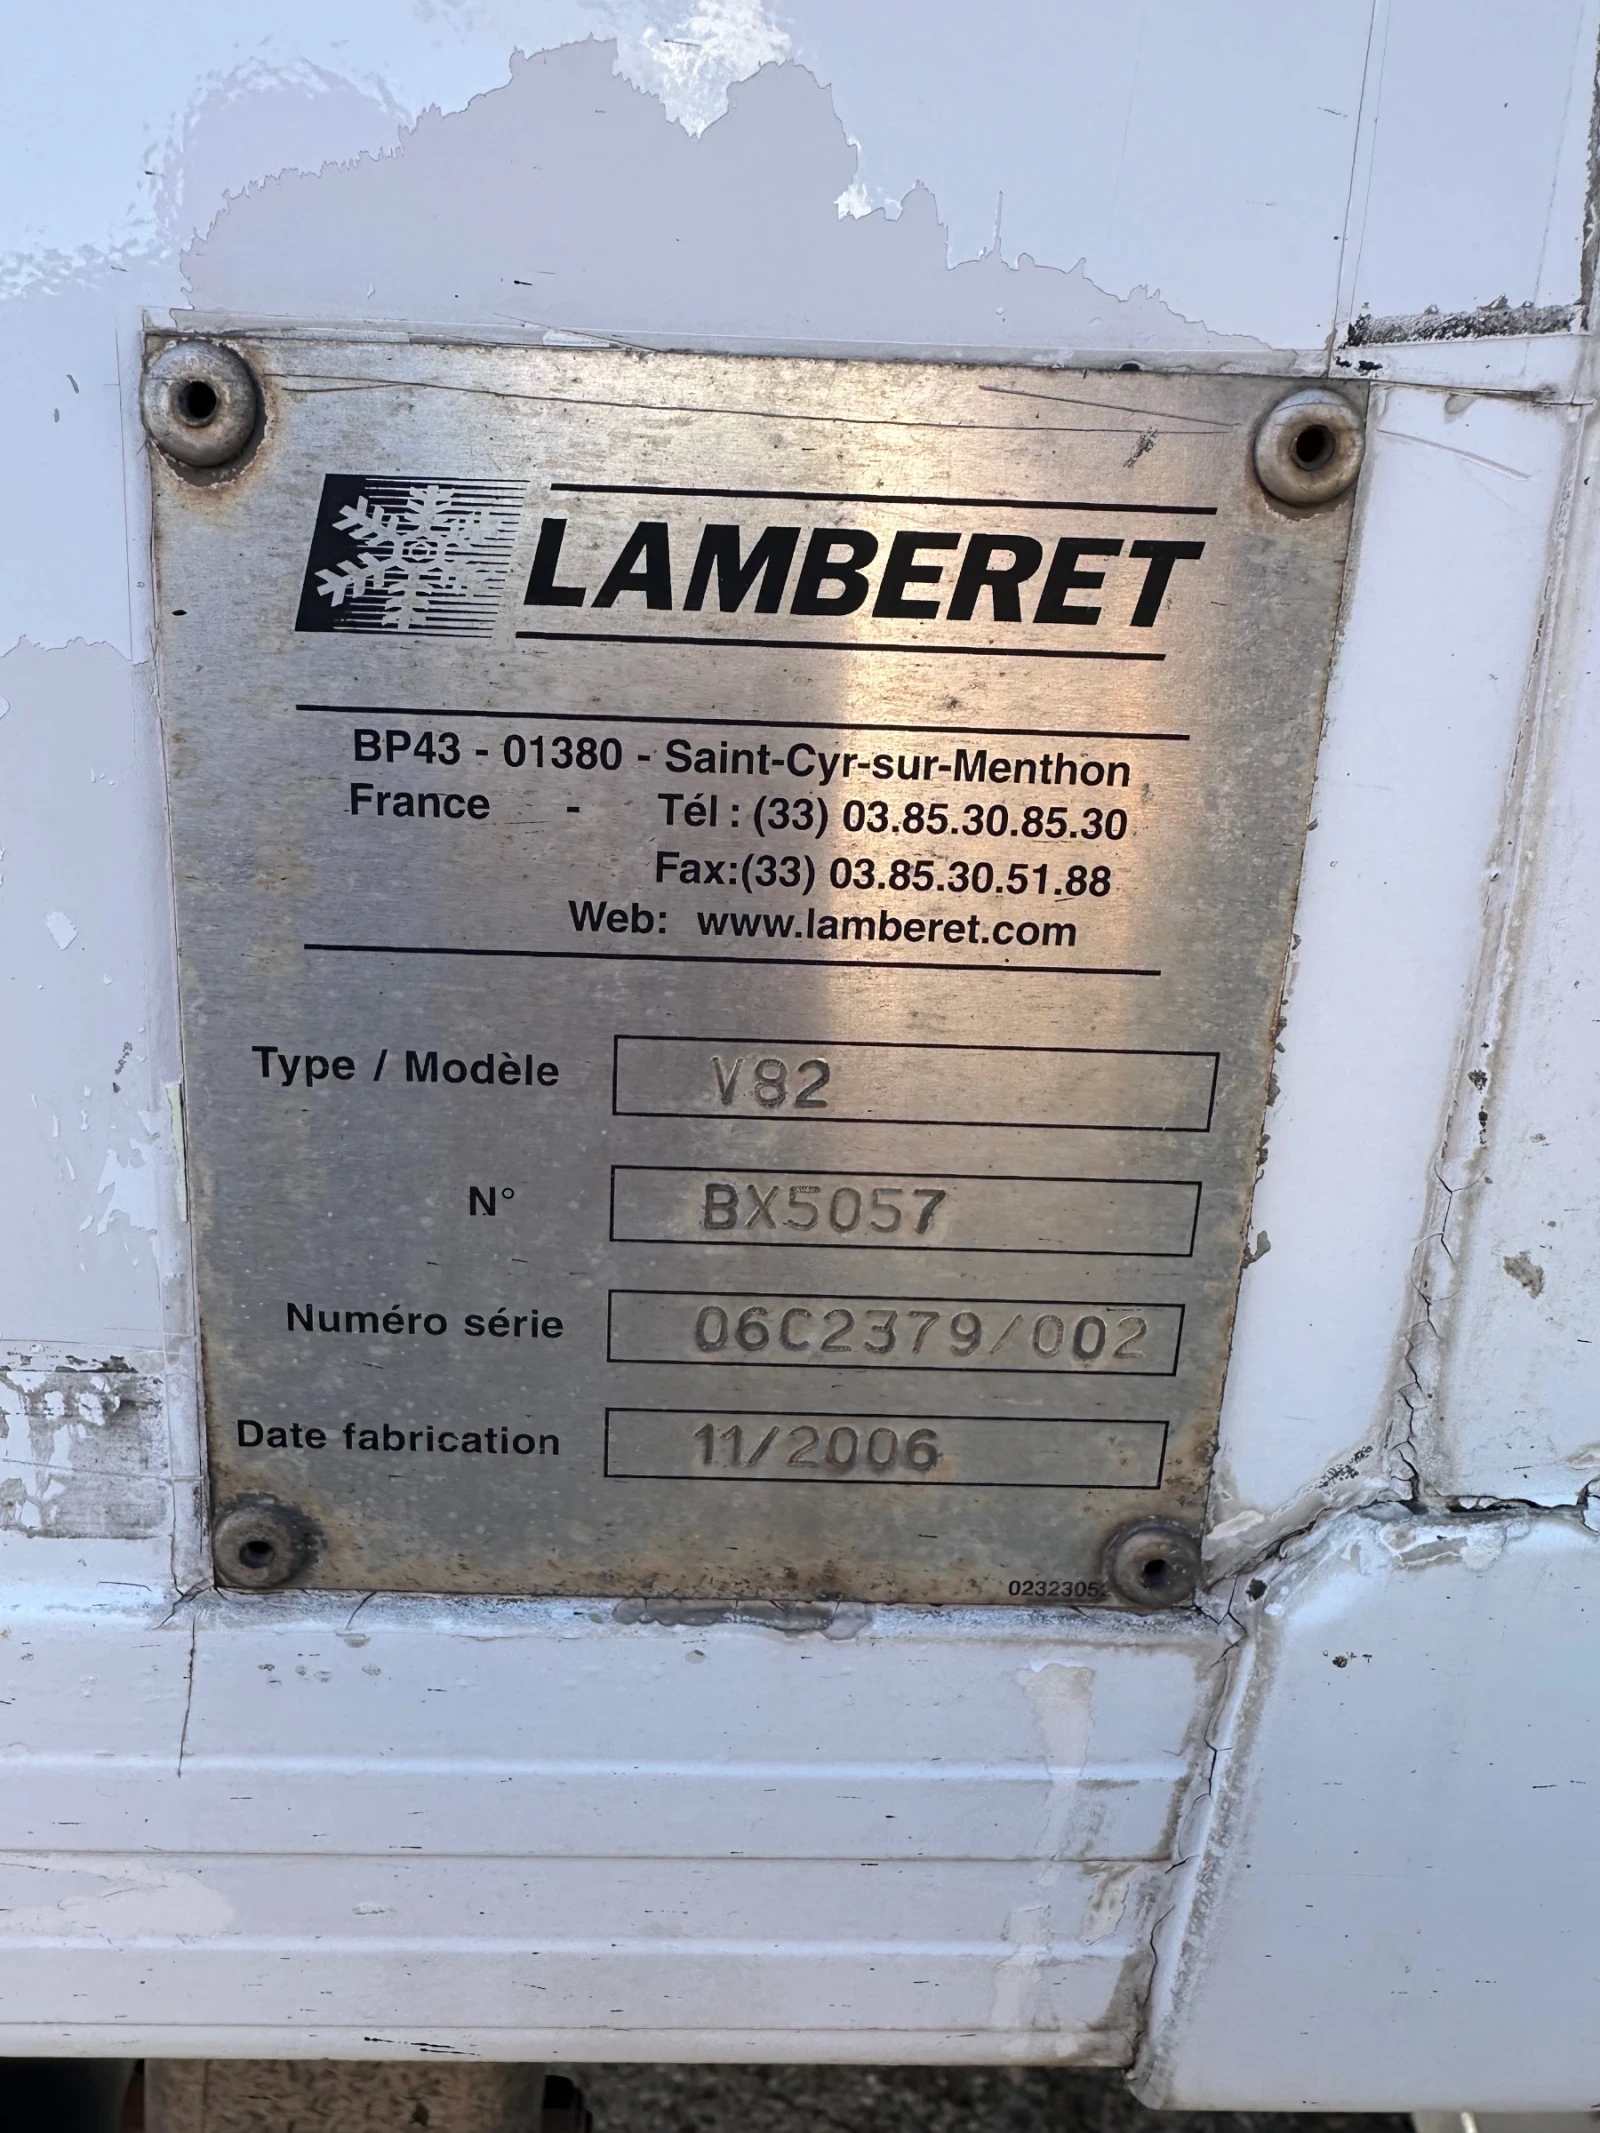 LAMBERET
BP43 - 01380 - Saint-Cyr-sur-Menthon
France - Tél : (33) 03.85.30.85.30
Fax:(33) 03.85.30.51.88
Web: www.lamberet.com
Type / Modèle V82
N° BX5057
Numéro série 06C2379/002
Date fabrication 11/2006